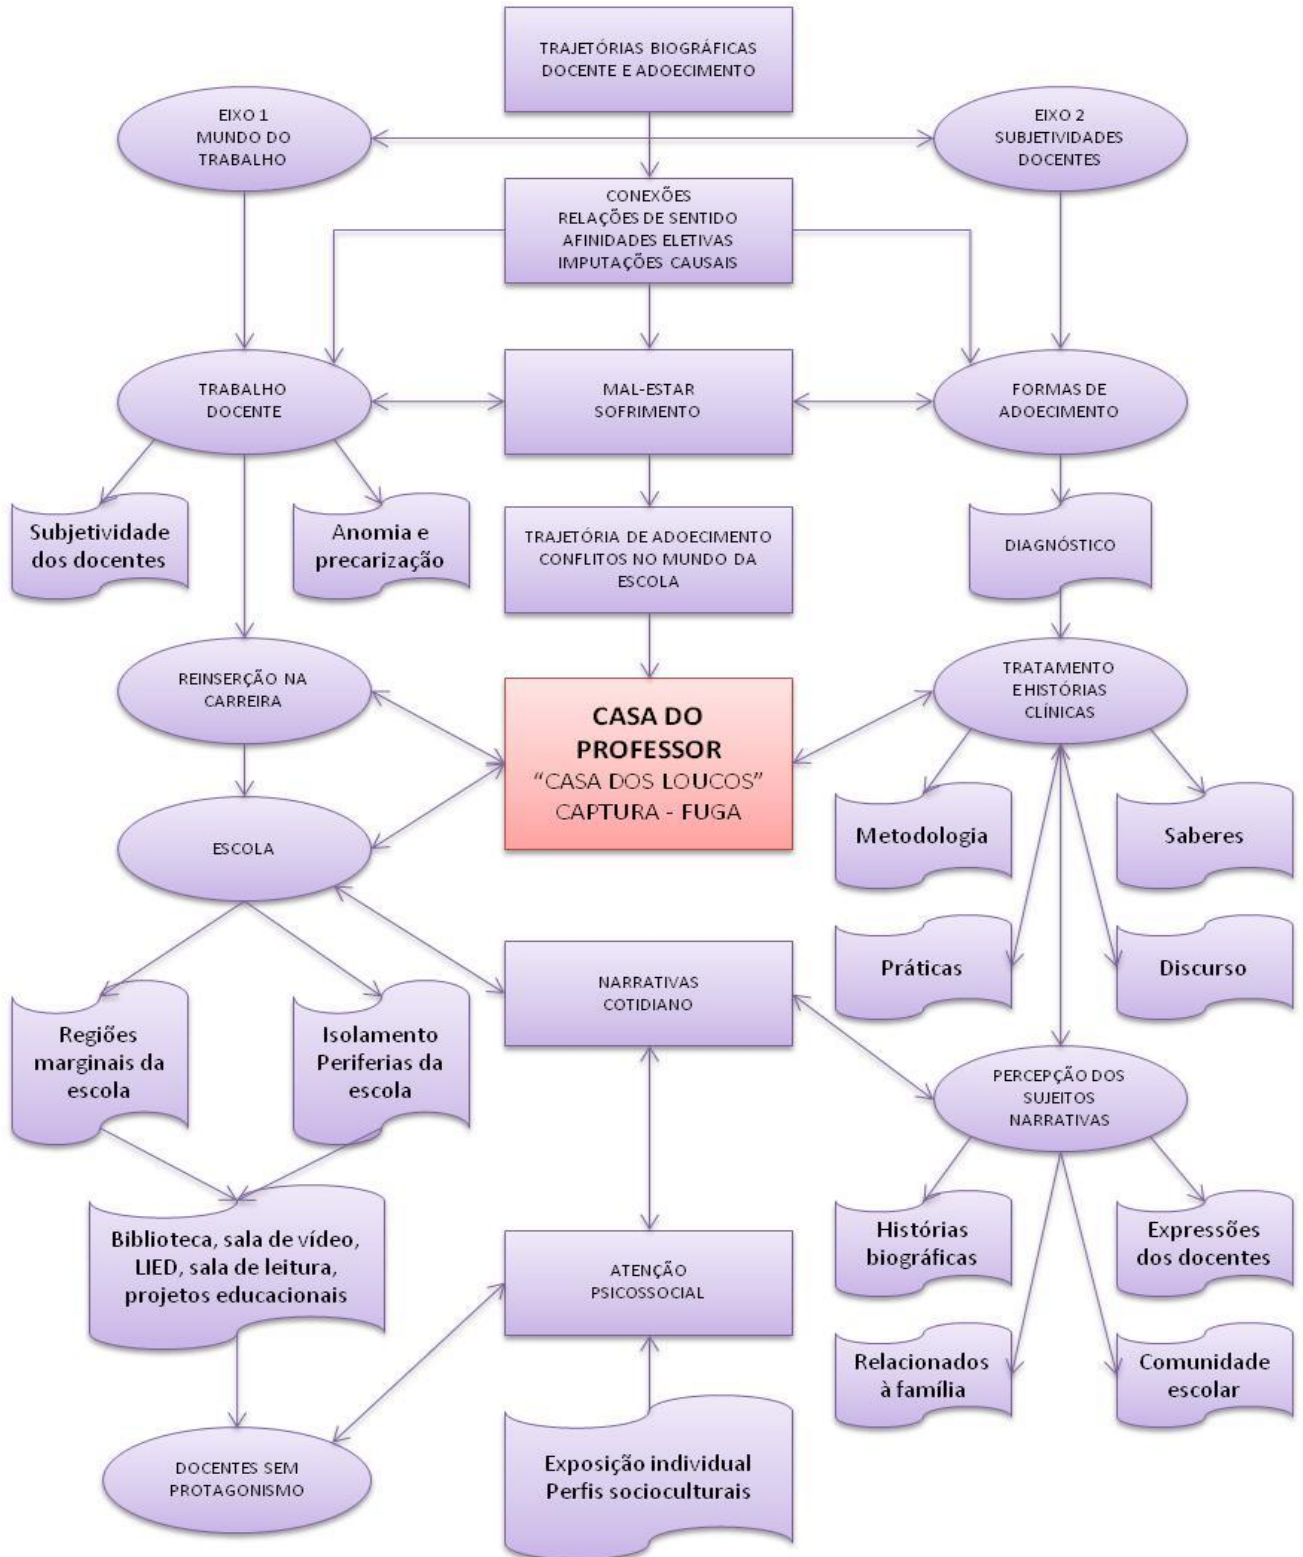 TRAJETÓRIAS BIOGRÁFICAS
DOCENTE E ADOECIMENTO
EIXO 1
MUNDO DO
TRABALHO
EIXO 2
SUBJETIVIDADES
DOCENTES
CONEXÕES
RELAÇÕES DE SENTIDO
AFINIDADES ELETIVAS
IMPUTAÇÕES CAUSAIS
TRABALHO
DOCENTE
MAL-ESTAR
SOFRIMENTO
FORMAS DE
ADOECIMENTO
Subjetividade
dos docentes
Anomia e
precarização
TRAJETÓRIA DE ADOECIMENTO
CONFLITOS NO MUNDO DA
ESCOLA
DIAGNÓSTICO
REINSERÇÃO NA
CARREIRA
CASA DO
PROFESSOR
“CASA DOS LOUCOS”
CAPTURA - FUGA
TRATAMENTO
E HISTÓRIAS
CLÍNICAS
ESCOLA
Metodologia
Saberes
Práticas
Discurso
NARRATIVAS
COTIDIANO
Regiões
marginais da
escola
Isolamento
Periferias da
escola
PERCEPÇÃO DOS
SUJEITOS
NARRATIVAS
Biblioteca, sala de vídeo,
LIED, sala de leitura,
projetos educacionais
ATENÇÃO
PSICOSSOCIAL
Histórias
biográficas
Expressões
dos docentes
Relacionados
à família
Comunidade
escolar
DOCENTES SEM
PROTAGONISMO
Exposição individual
Perfis socioculturais